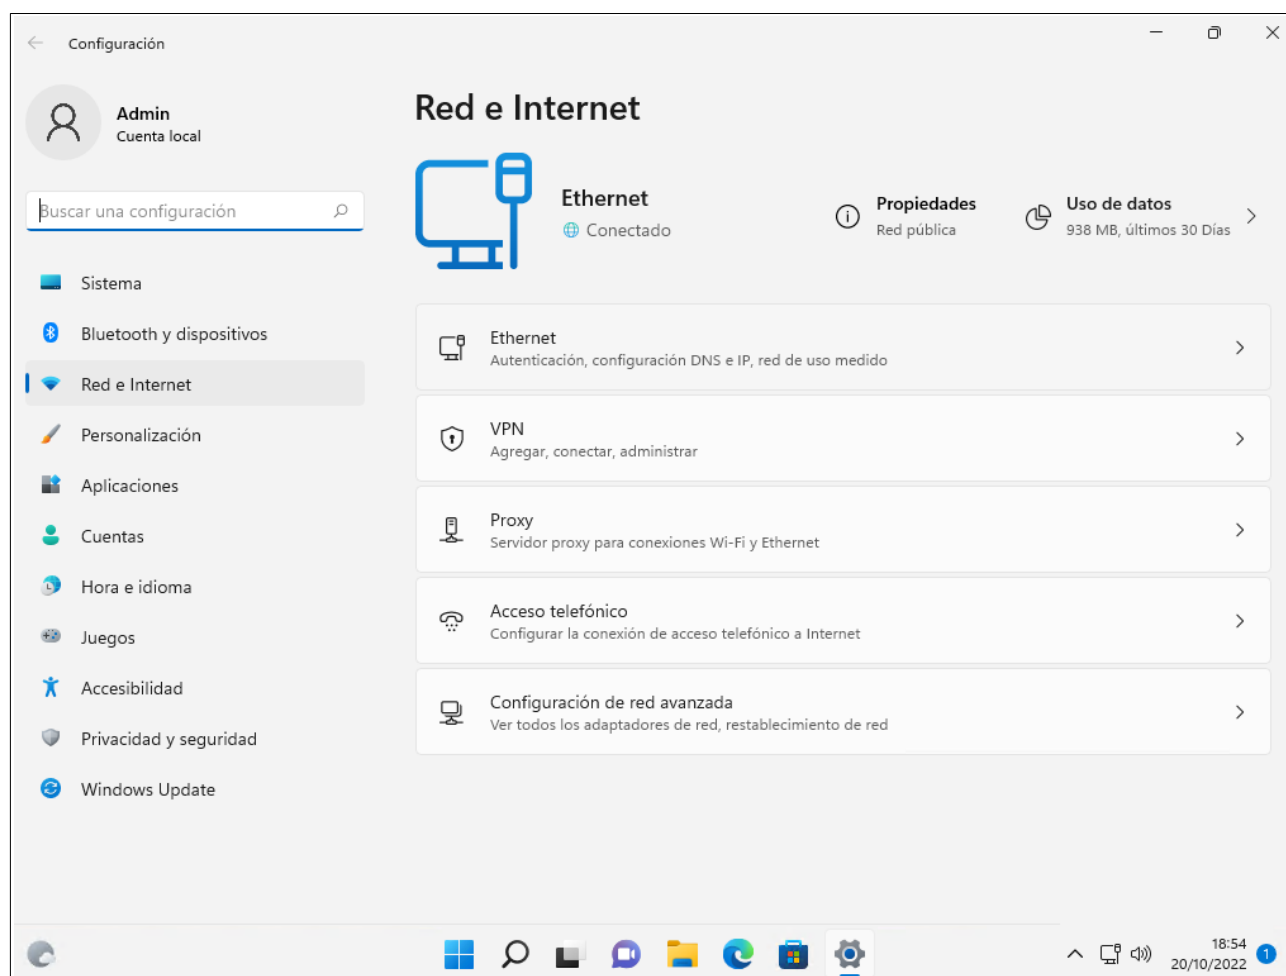 Configuración
Admin
Cuenta local
Buscar una configuración
Sistema
Bluetooth y dispositivos
Red e Internet
Personalización
Aplicaciones
Cuentas
Hora e idioma
Juegos
Accesibilidad
Privacidad y seguridad
Windows Update
Red e Internet
Ethernet
Conectado
Propiedades
Red pública
Uso de datos
938 MB, últimos 30 Días
Ethernet
Autenticación, configuración DNS e IP, red de uso medido
VPN
Agregar, conectar, administrar
Proxy
Servidor proxy para conexiones Wi-Fi y Ethernet
Acceso telefónico
Configurar la conexión de acceso telefónico a Internet
Configuración de red avanzada
Ver todos los adaptadores de red, restablecimiento de red
18:54
20/10/2022
1